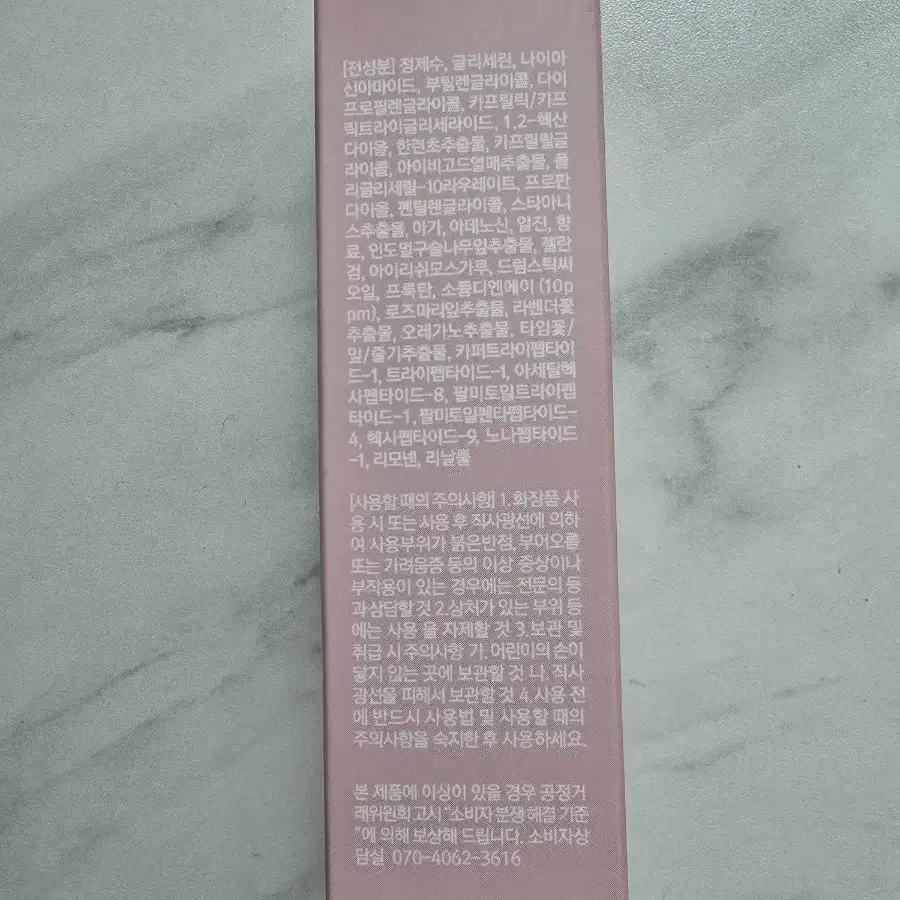 [전성분] 정제수, 글리세린, 나이아
신아마이드, 부틸렌글라이콜, 다이
프로필렌글라이콜, 카프릴릭/카프
릭트라이글리세라이드, 1,2-헥산
다이올, 한련초추출물, 카프릴릴글
라이콜, 아이비고드열매추출물, 폴
리글리세릴-10라우레이트, 프로판
다이올, 펜틸렌글라이콜, 스타아니
스추출물, 아가, 아데노신, 알진, 향
료, 인도멀구슬나무잎추출물, 젤란
검, 아이리쉬모스가루, 드럼스틱씨
오일, 프룩탄, 소듐디엔에이 (10p
pm), 로즈마리잎추출물, 라벤더꽃
추출물, 오레가노추출물, 타임꽃/
잎/줄기추출물, 카퍼트라이펩타이
드-1, 트라이펩타이드-1, 아세틸헥
사펩타이드-8, 팔미토일트라이펩
타이드-1, 팔미토일펜타펩타이드-
4, 헥사펩타이드-9, 노나펩타이드
-1, 리모넨, 리날룰
[사용할 때의 주의사항] 1.화장품 사
용 시 또는 사용 후 직사광선에 의하
여 사용부위가 붉은반점, 부어오름
또는 가려움증 등의 이상 증상이나
부작용이 있는 경우에는 전문의 등
과 상담할 것 2.상처가 있는 부위 등
에는 사용 을 자제할 것 3.보관 및
취급 시 주의사항 가.어린이의 손이
닿지 않는 곳에 보관할 것 나. 직사
광선을 피해서 보관할 것 4.사용 전
에 반드시 사용법 및 사용할 때의
주의사항을 숙지한 후 사용하세요.
본 제품에 이상이 있을 경우 공정거
래위원회 고시 "소비자 분쟁 해결 기준
"에 의해 보상해 드립니다. 소비자상
담실 070-4062-3616